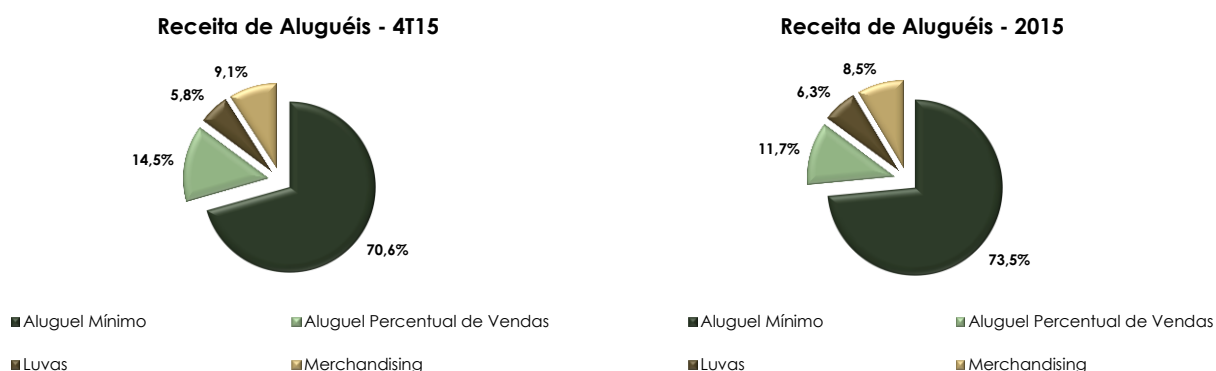 Receita de Aluguéis - 4T15
9,1%
5,8%
14,5%
70,6%
Aluguel Mínimo
Aluguel Percentual de Vendas
Luvas
Merchandising
Receita de Aluguéis - 2015
8,5%
6,3%
11,7%
73,5%
Aluguel Mínimo
Aluguel Percentual de Vendas
Luvas
Merchandising